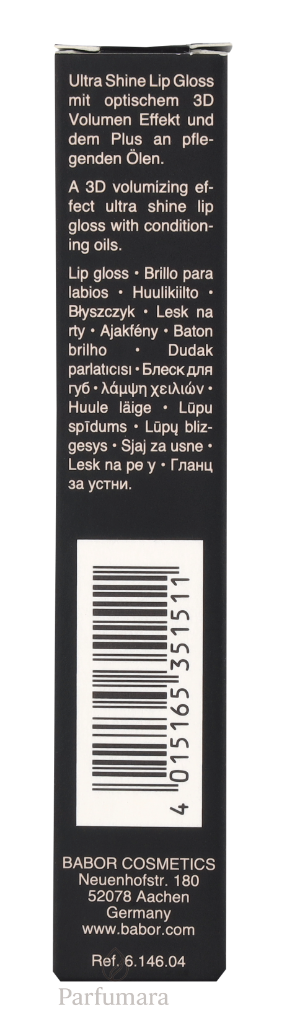 Ultra Shine Lip Gloss
mit optischem 3D
Volumen Effekt und
dem Plus an pfle-
genden Ölen.
A 3D volumizing ef-
fect ultra shine lip
gloss with condition-
ing oils.
Lip gloss • Brillo para
labios • Huulikiilto •
Błyszczyk • Lesk na
rty • Ajakfény • Baton
brilho • Dudak
parlatıcısı • Блеск для
губ • λάμψη χειλιών •
Huule läige • Lūpu
spīdums • Lūpų bliz-
gesys • Sjaj za usne •
Lesk na pe y • Гланц
за устни.
4 015165 351511
BABOR COSMETICS
Neuenhofstr. 180
52078 Aachen
Germany
www.babor.com
Ref. 6.146.04
Parfumara